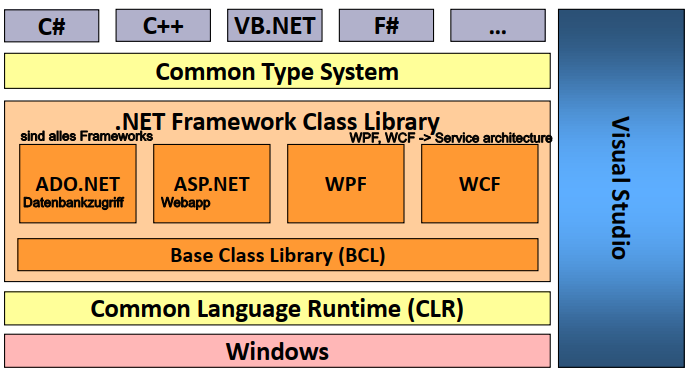 C#
C++
VB.NET
F#
...
Common Type System
.NET Framework Class Library
sind alles Frameworks
WPF, WCF -> Service architecture
ADO.NET
Datenbankzugriff
ASP.NET
Webapp
WPF
WCF
Base Class Library (BCL)
Common Language Runtime (CLR)
Windows
Visual Studio